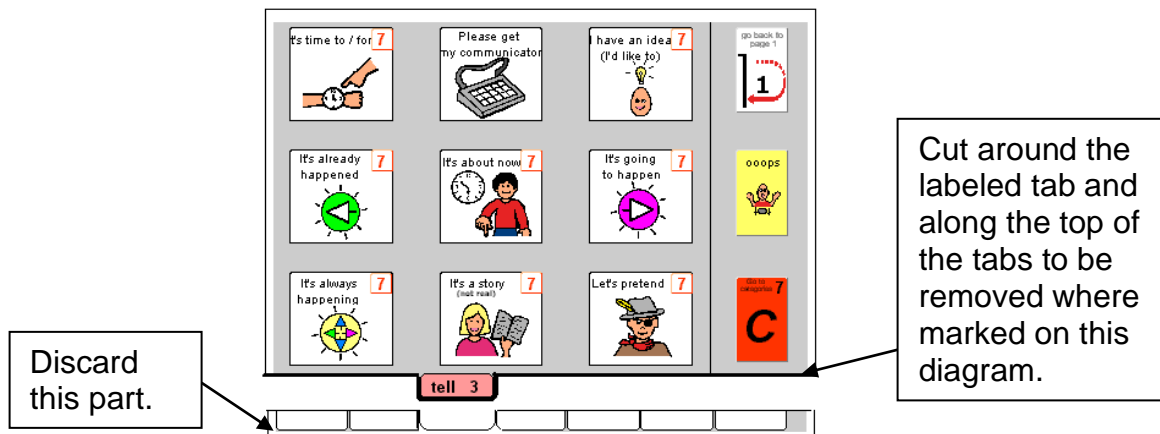 It's time to / for 7
Please get
my communicator
I have an idea 7
(I'd like to)
go back to
page 1
1
It's already 7
happened
It's about now 7
It's going 7
to happen
ooops
It's always 7
happening
It's a story 7
(not real)
Let's pretend 7
Go to
categories 7
C
tell 3
Discard
this part.
Cut around the
labeled tab and
along the top of
the tabs to be
removed where
marked on this
diagram.